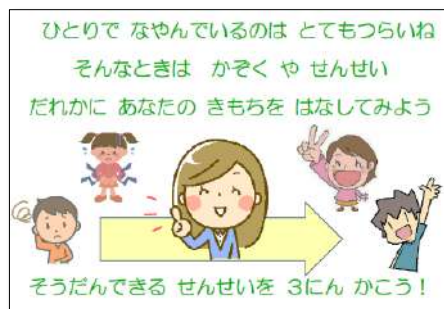 ひとりで なやんでいるのは とてもつらいね
そんなときは　かぞく や せんせい
だれかに あなたの きもちを はなしてみよう
そうだんできる せんせいを ３にん かこう！